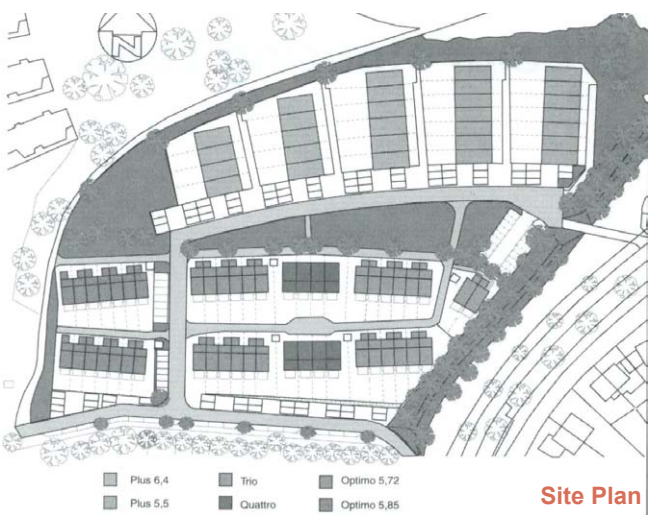 N
Plus 6,4 Trio Optimo 5,72
Plus 5,5 Quattro Optimo 5,85
Site Plan